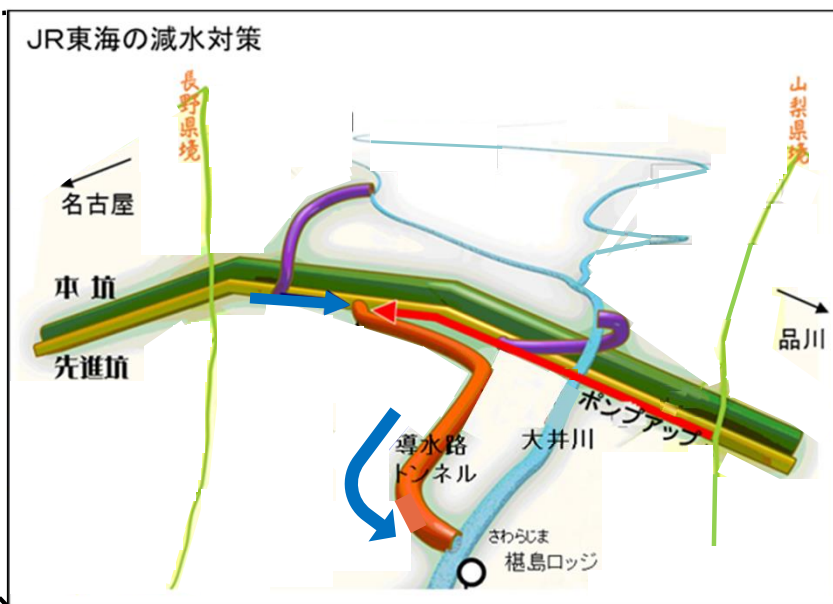 JR東海の減水対策
長野県境
山梨県境
名古屋
本坑
先進坑
品川
ポンプアップ
大井川
導水路
トンネル
さわらじま
椹島ロッジ